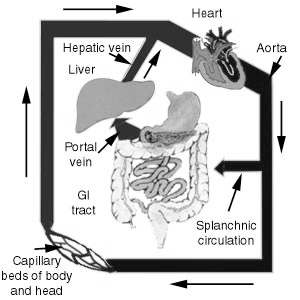 Heart
Hepatic vein
Aorta
Liver
Portal
vein
GI
tract
Splanchnic
circulation
Capillary
beds of body
and head